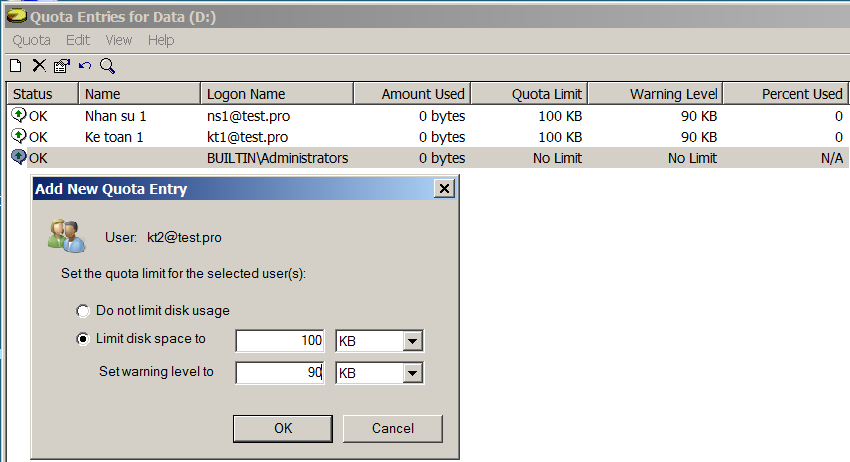 Quota Entries for Data (D:)
Quota Edit View Help
Status Name Logon Name Amount Used Quota Limit Warning Level Percent Used
OK Nhan su 1 ns1@test.pro 0 bytes 100 KB 90 KB 0
OK Ke toan 1 kt1@test.pro 0 bytes 100 KB 90 KB 0
OK BUILTIN\Administrators 0 bytes No Limit No Limit N/A
Add New Quota Entry
User: kt2@test.pro
Set the quota limit for the selected user(s):
Do not limit disk usage
Limit disk space to 100 KB
Set warning level to 90 KB
OK Cancel